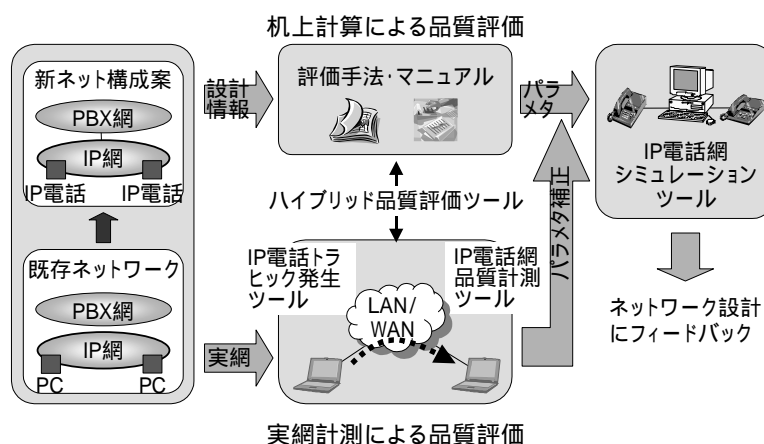 机上計算による品質評価
新ネット構成案
PBX網
IP網
IP電話
IP電話
既存ネットワーク
PBX網
IP網
PC
PC
設計
情報
実網
評価手法・マニュアル
ハイブリッド品質評価ツール
IP電話トラ
ヒック発生
ツール
IP電話網
品質計測
ツール
LAN/
WAN
パラ
メタ
パラメタ補正
IP電話網
シミュレーション
ツール
ネットワーク設計
にフィードバック
実網計測による品質評価